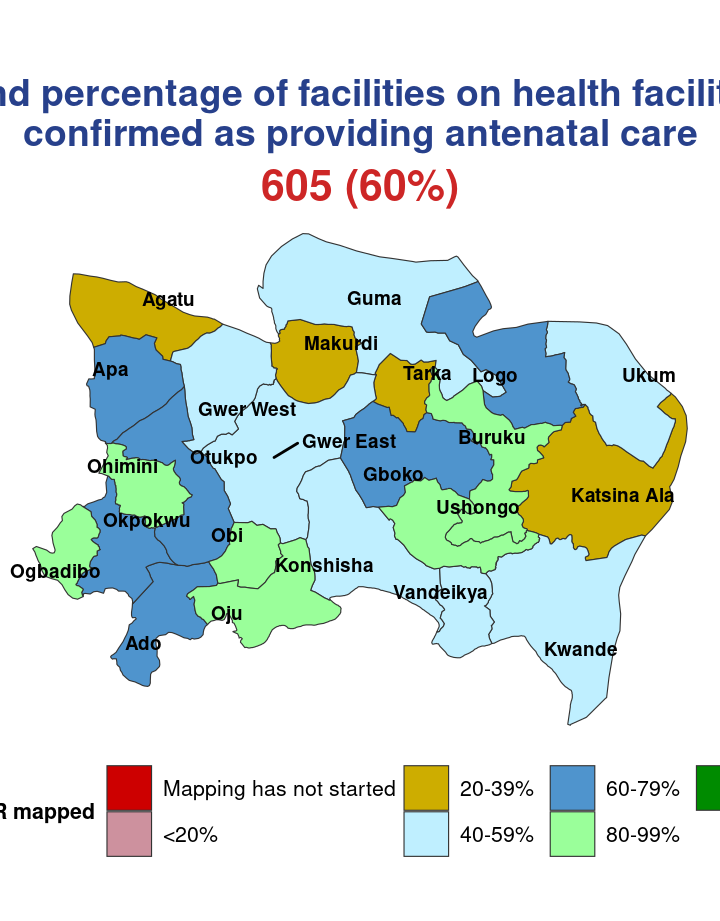 nd percentage of facilities on health facilit
confirmed as providing antenatal care
605 (60%)
Agatu
Guma
Makurdi
Apa
Tarka
Logo
Ukum
Gwer West
Gwer East
Buruku
Otukpo
Ohimini
Gboko
Katsina Ala
Ushongo
Okpokwu
Obi
Konshisha
Ogbadibo
Vandeikya
Oju
Ado
Kwande
R mapped
Mapping has not started
20-39%
60-79%
<20%
40-59%
80-99%